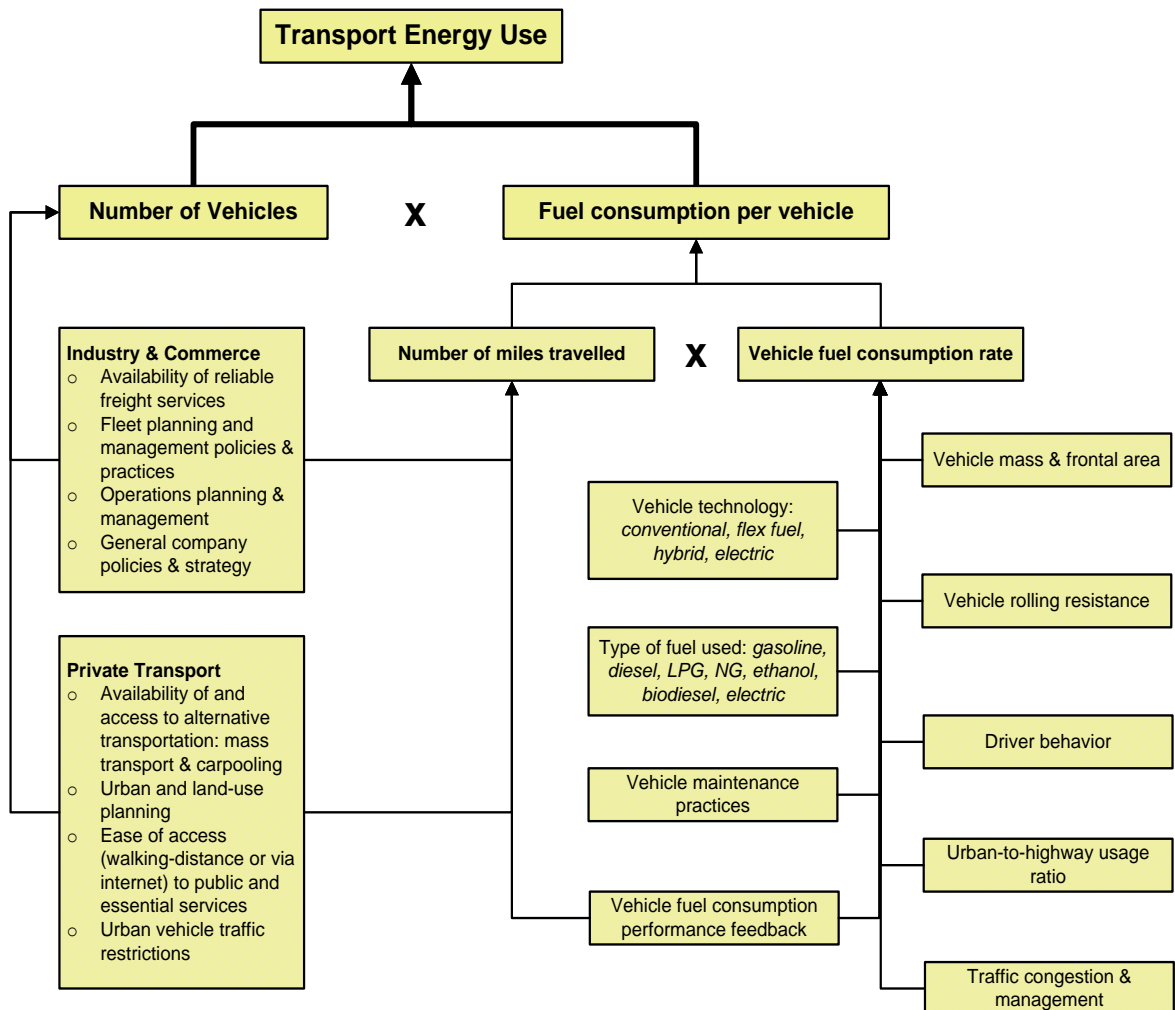 Transport Energy Use
Number of Vehicles
x
Fuel consumption per vehicle
Number of miles travelled
x
Vehicle fuel consumption rate
Industry & Commerce
o Availability of reliable
freight services
o Fleet planning and
management policies &
practices
o Operations planning &
management
o General company
policies & strategy
Private Transport
o Availability of and
access to alternative
transportation: mass
transport & carpooling
o Urban and land-use
planning
o Ease of access
(walking-distance or via
internet) to public and
essential services
o Urban vehicle traffic
restrictions
Vehicle technology:
conventional, flex fuel,
hybrid, electric
Type of fuel used: gasoline,
diesel, LPG, NG, ethanol,
biodiesel, electric
Vehicle maintenance
practices
Vehicle fuel consumption
performance feedback
Vehicle mass & frontal area
Vehicle rolling resistance
Driver behavior
Urban-to-highway usage
ratio
Traffic congestion &
management